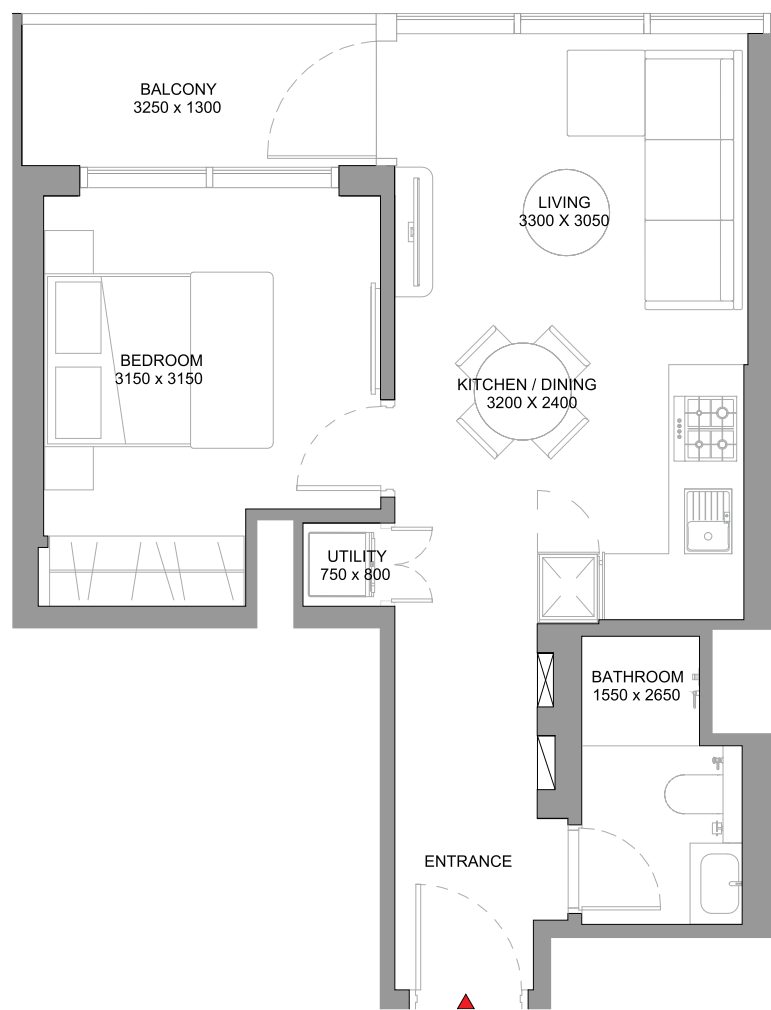 BALCONY
3250 x 1300
LIVING
3300 X 3050
BEDROOM
3150 x 3150
KITCHEN / DINING
3200 X 2400
UTILITY
750 x 800
BATHROOM
1550 x 2650
ENTRANCE